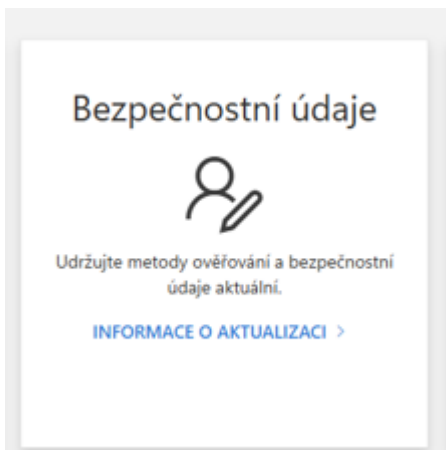 Bezpečnostní údaje
Udržujte metody ověřování a bezpečnostní
údaje aktuální.
INFORMACE O AKTUALIZACI >